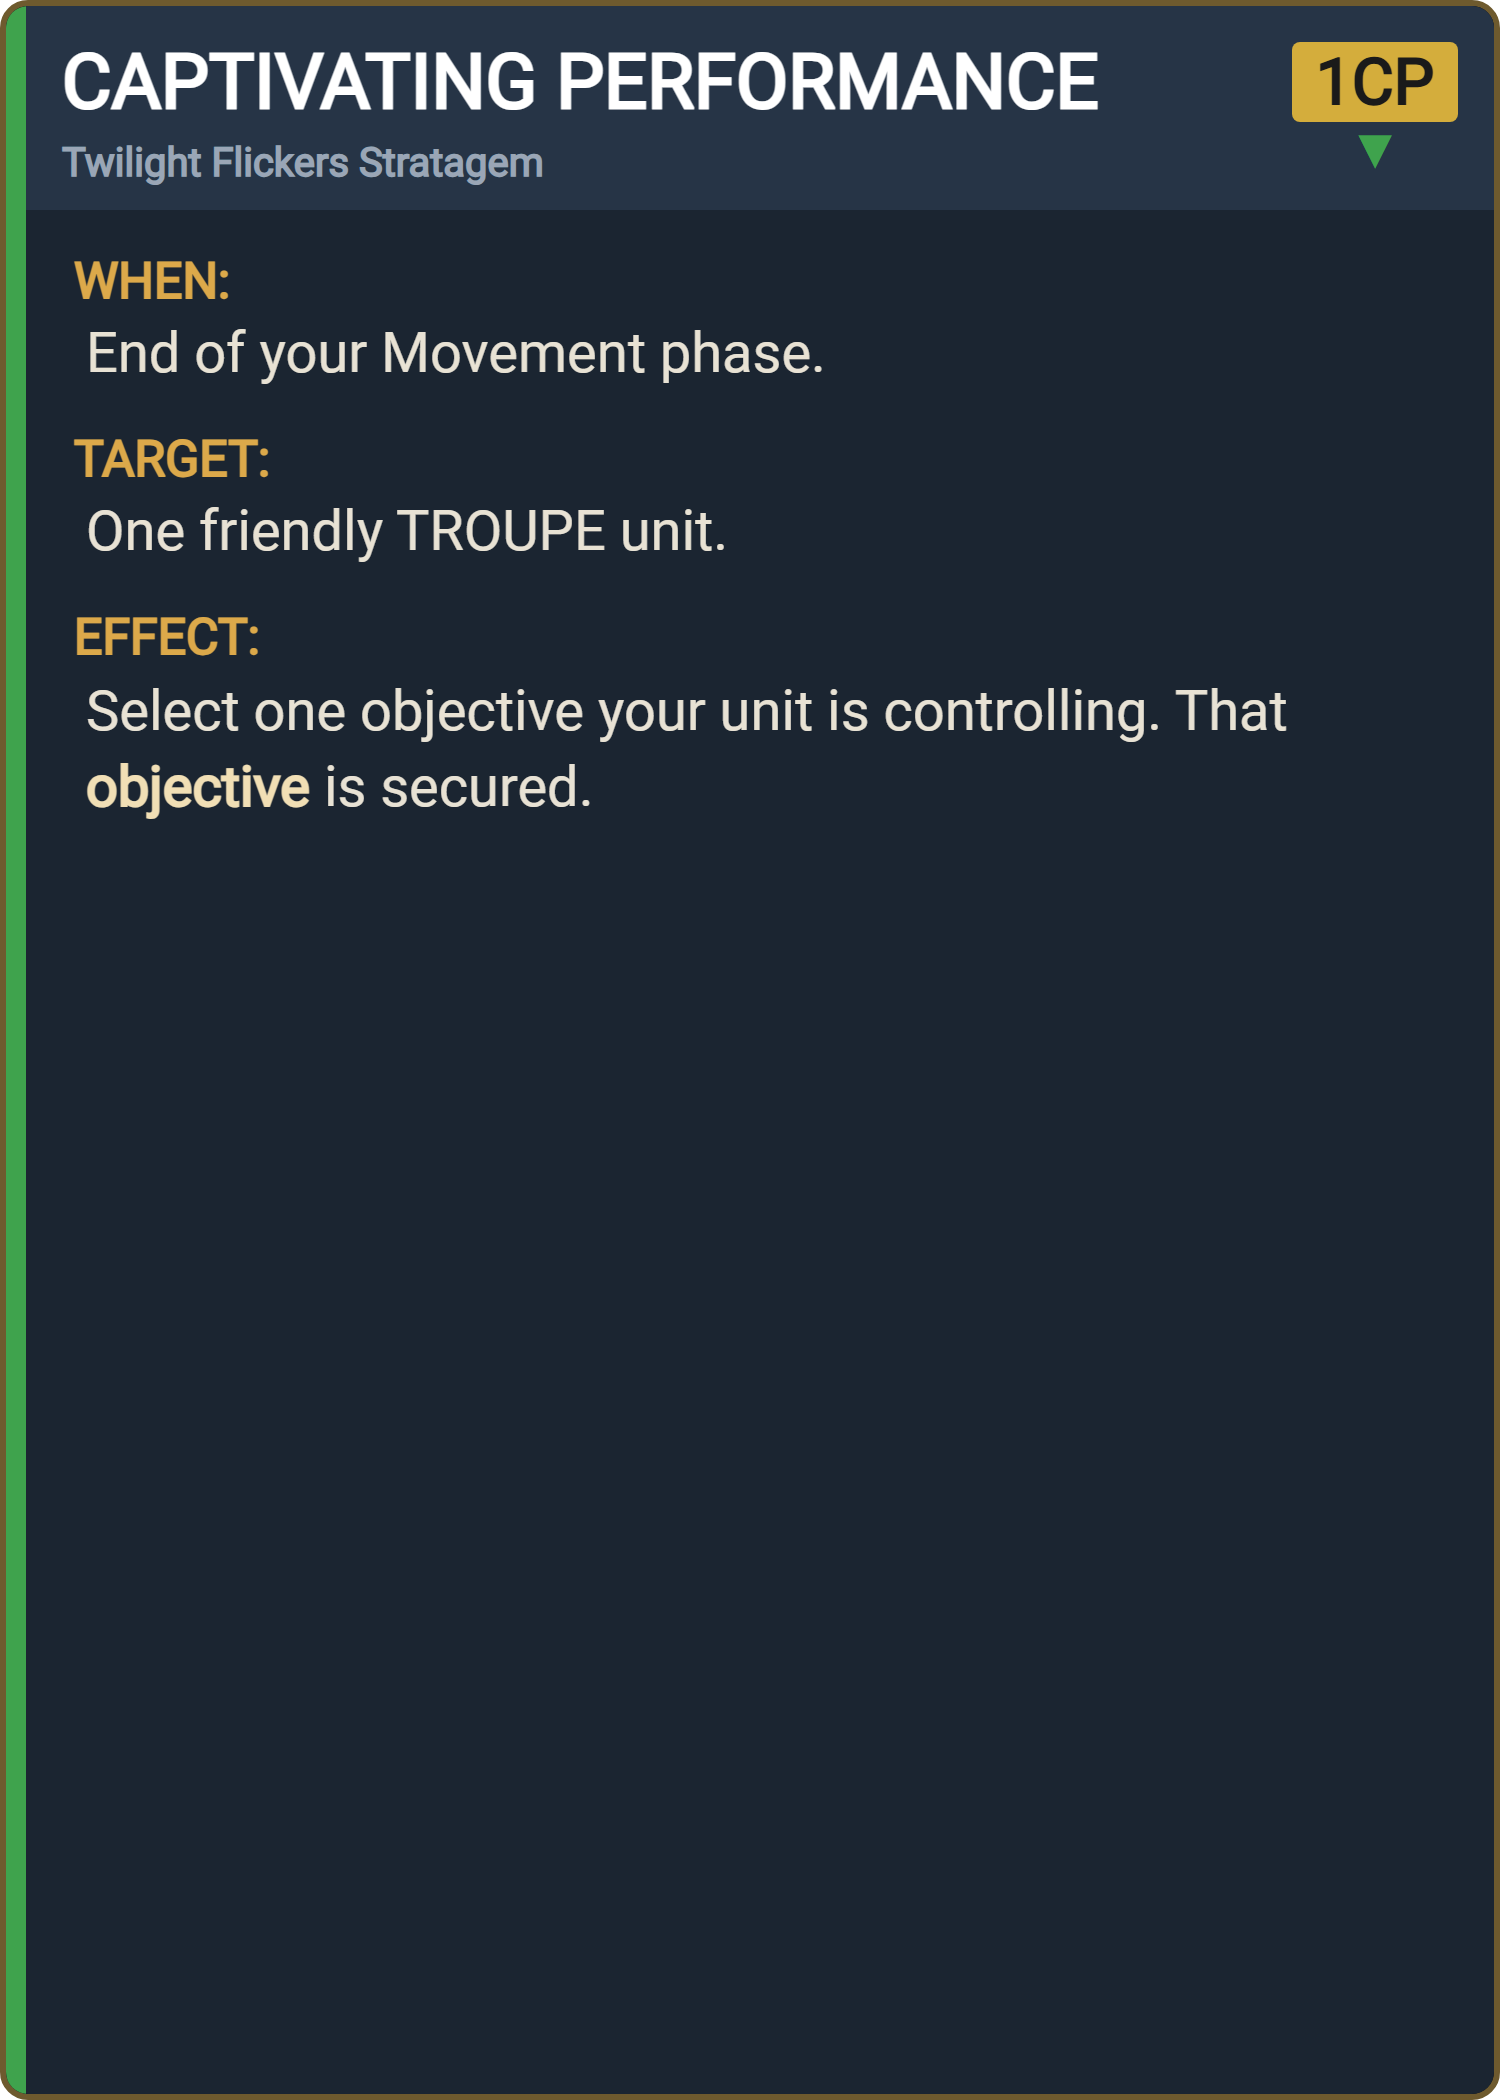 CAPTIVATING PERFORMANCE
1CP
Twilight Flickers Stratagem
WHEN:
End of your Movement phase.
TARGET:
One friendly TROUPE unit.
EFFECT:
Select one objective your unit is controlling. That
objective is secured.